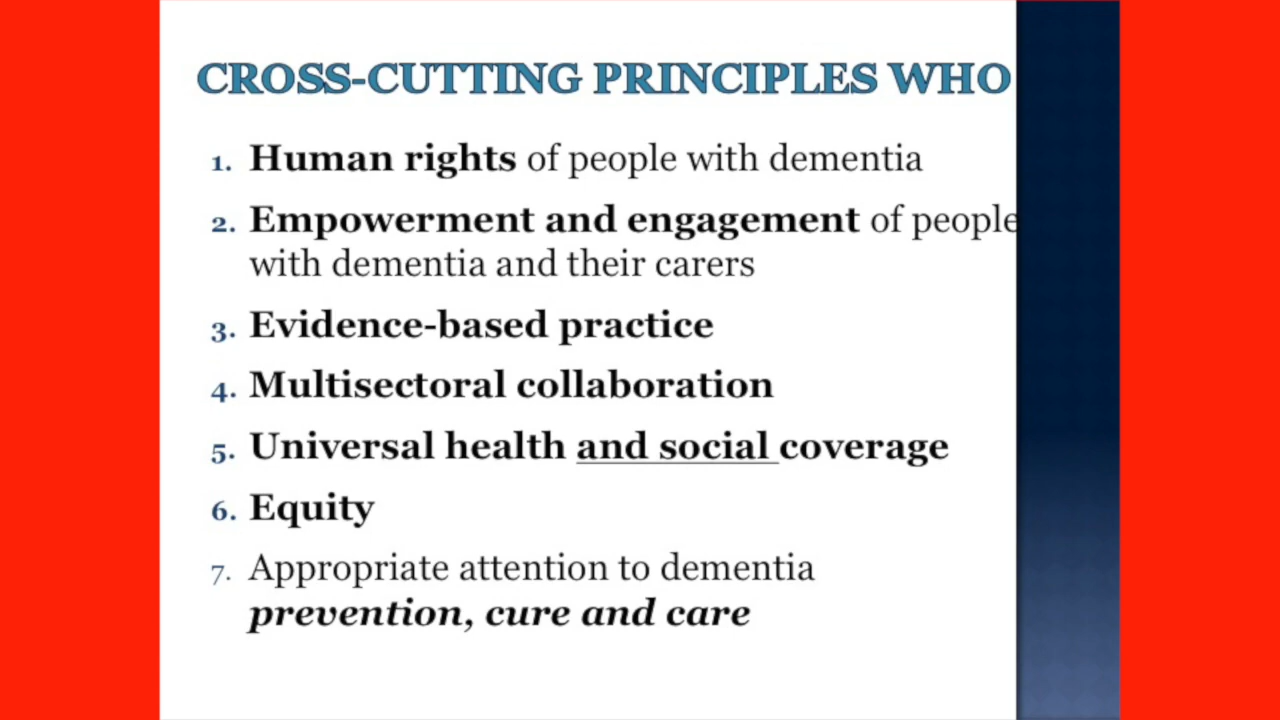 CROSS-CUTTING PRINCIPLES WHO
1. Human rights of people with dementia
2. Empowerment and engagement of people
with dementia and their carers
3. Evidence-based practice
4. Multisectoral collaboration
5. Universal health and social coverage
6. Equity
7. Appropriate attention to dementia
prevention, cure and care